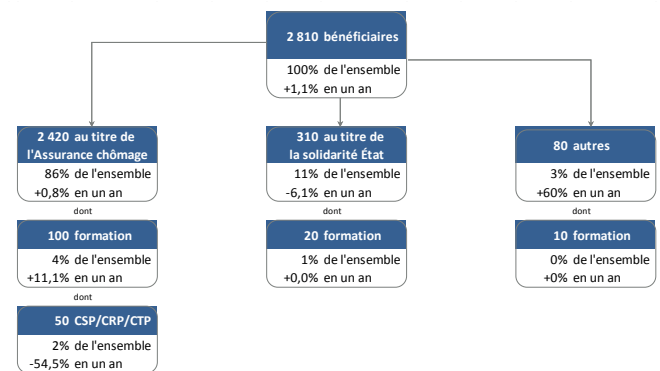 2 810 bénéficiaires
100% de l'ensemble
+1,1% en un an
2 420 au titre de
l'Assurance chômage
86% de l'ensemble
+0,8% en un an
dont
100 formation
4% de l'ensemble
+11,1% en un an
dont
50 CSP/CRP/CTP
2% de l'ensemble
-54,5% en un an
310 au titre de
la solidarité État
11% de l'ensemble
-6,1% en un an
dont
20 formation
1% de l'ensemble
+0,0% en un an
80 autres
3% de l'ensemble
+60% en un an
dont
10 formation
0% de l'ensemble
+0% en un an